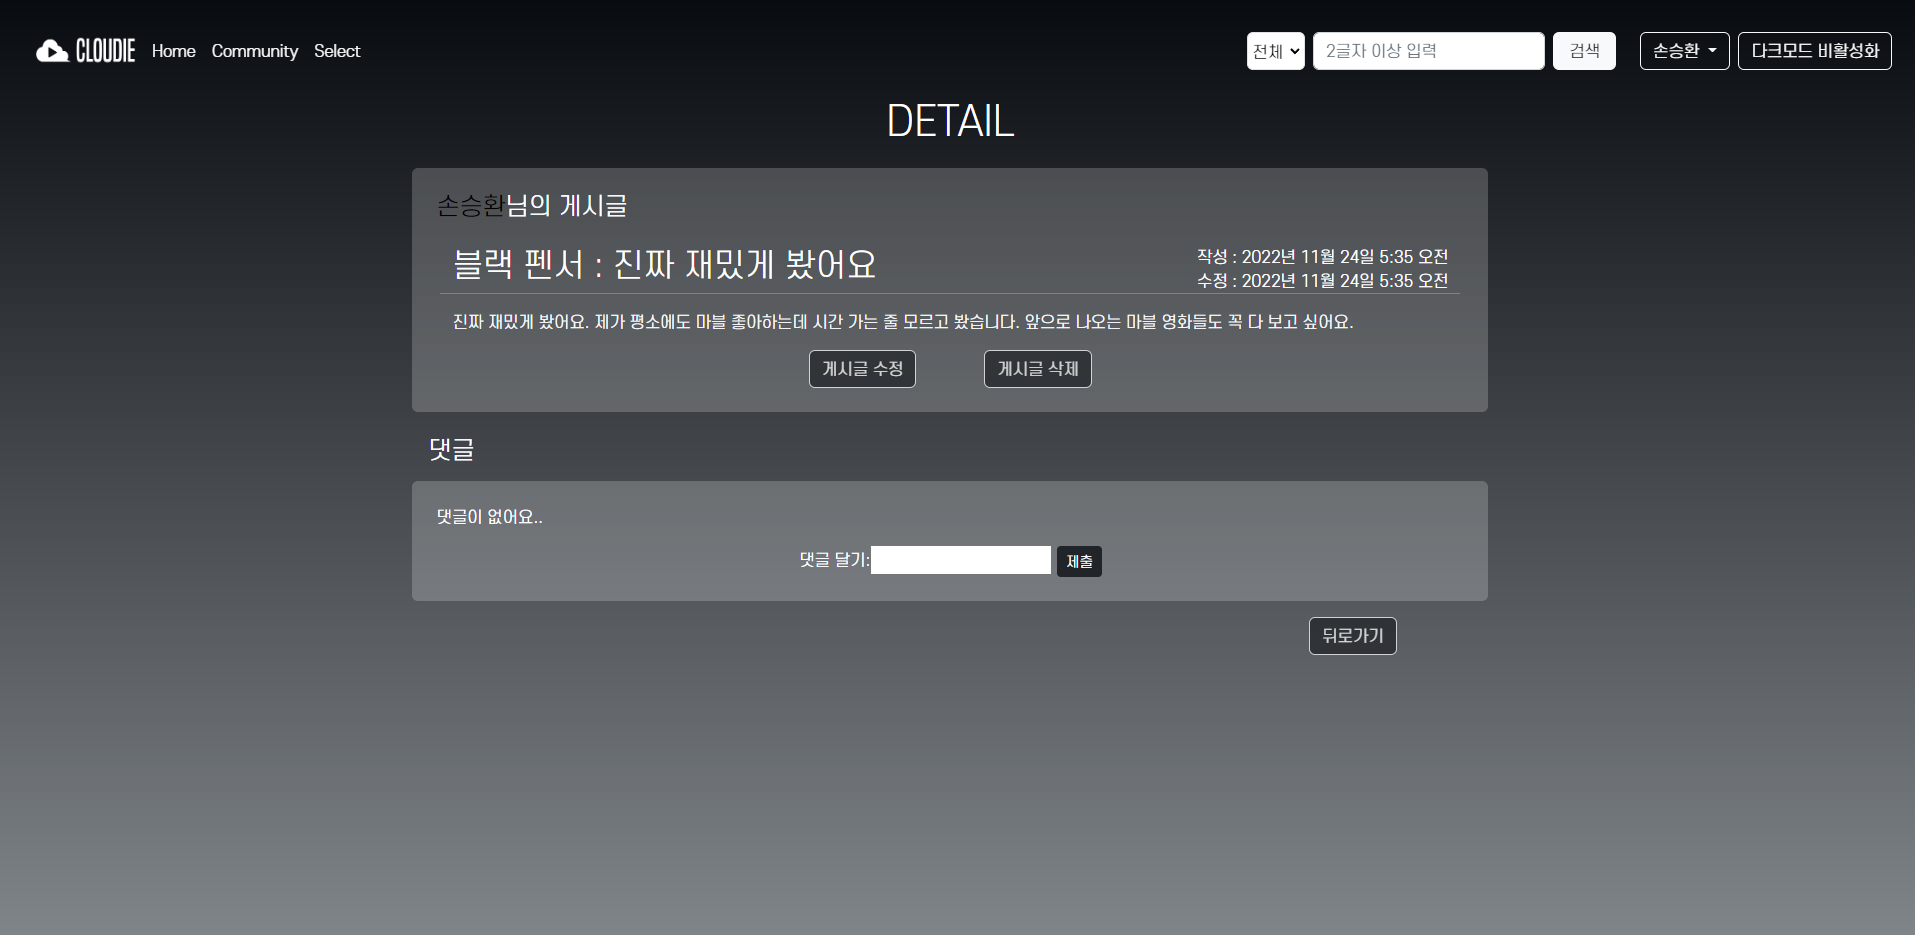 CLOUDIE Home Community Select 전체 2글자 이상 입력 검색 손승환 다크모드 비활성화
DETAIL
손승환님의 게시글
블랙 펜서 : 진짜 재밌게 봤어요
작성 : 2022년 11월 24일 5:35 오전
수정 : 2022년 11월 24일 5:35 오전
진짜 재밌게 봤어요. 제가 평소에도 마블 좋아하는데 시간 가는 줄 모르고 봤습니다. 앞으로 나오는 마블 영화들도 꼭 다 보고 싶어요.
게시글 수정 게시글 삭제
댓글
댓글이 없어요..
댓글 달기: 제출
뒤로가기